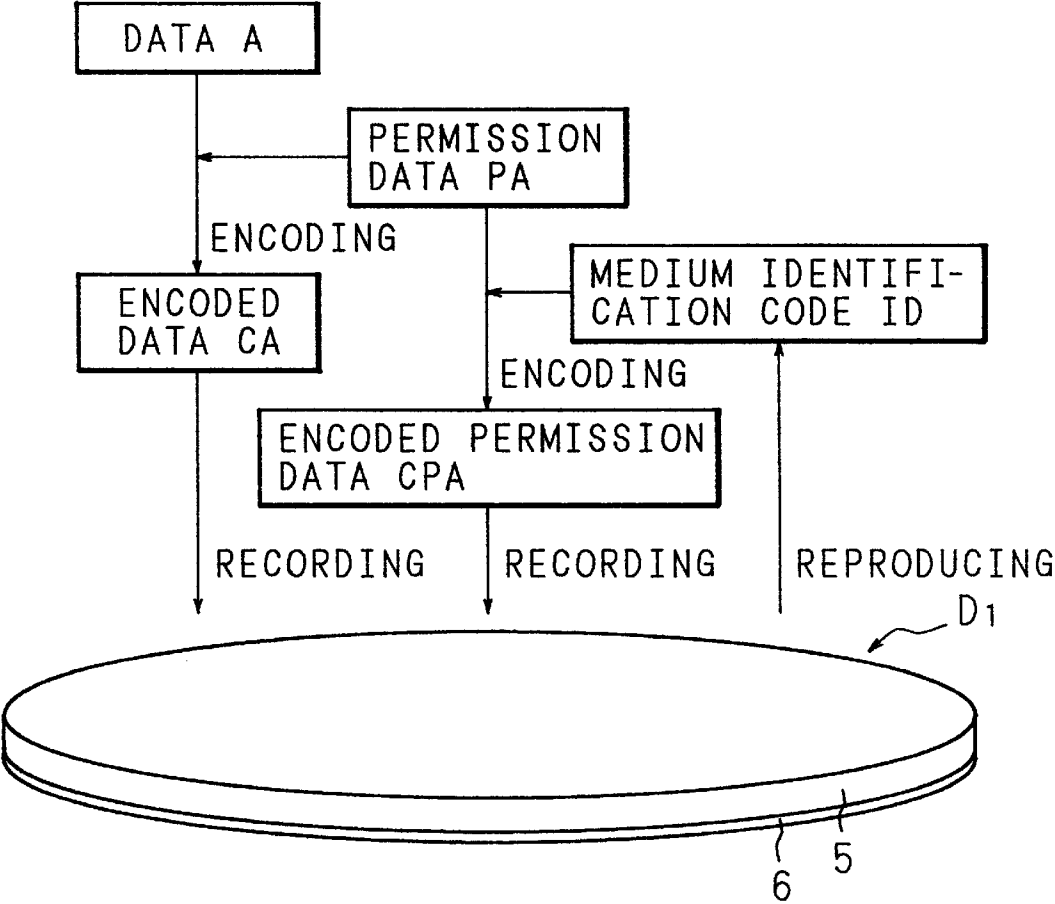 DATA A
PERMISSION
DATA PA
ENCODING
MEDIUM IDENTIFI-
CATION CODE ID
ENCODED
DATA CA
ENCODING
ENCODED PERMISSION
DATA CPA
RECORDING
RECORDING
REPRODUCING
D1
5
6